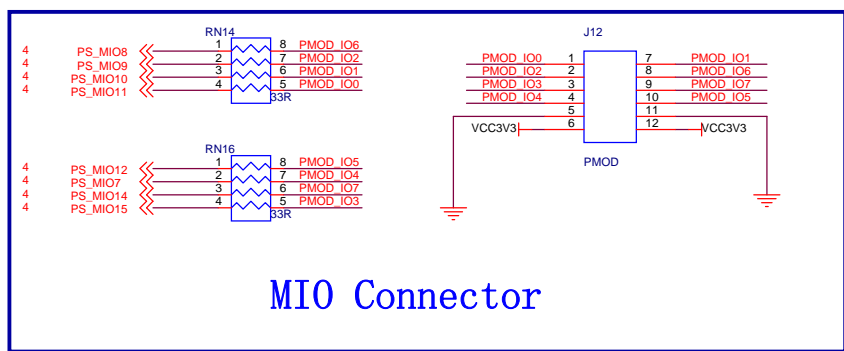 RN14
4 PS_MIO8 1 8 PMOD_IO6
4 PS_MIO9 2 7 PMOD_IO2
4 PS_MIO10 3 6 PMOD_IO1
4 PS_MIO11 4 5 PMOD_IO0
33R
RN16
4 PS_MIO12 1 8 PMOD_IO5
4 PS_MIO7 2 7 PMOD_IO4
4 PS_MIO14 3 6 PMOD_IO7
4 PS_MIO15 4 5 PMOD_IO3
33R
J12
PMOD_IO0 1 7 PMOD_IO1
PMOD_IO2 2 8 PMOD_IO6
PMOD_IO3 3 9 PMOD_IO7
PMOD_IO4 4 10 PMOD_IO5
5 11
VCC3V3 6 12 VCC3V3
PMOD
MIO Connector